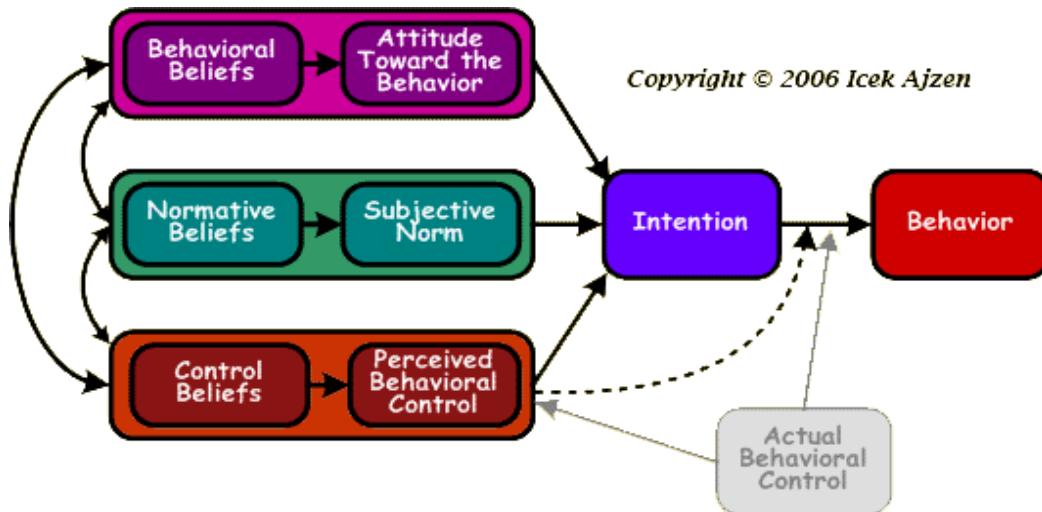 Behavioral
Beliefs
Attitude
Toward the
Behavior
Copyright © 2006 Icek Ajzen
Normative
Beliefs
Subjective
Norm
Intention
Behavior
Control
Beliefs
Perceived
Behavioral
Control
Actual
Behavioral
Control